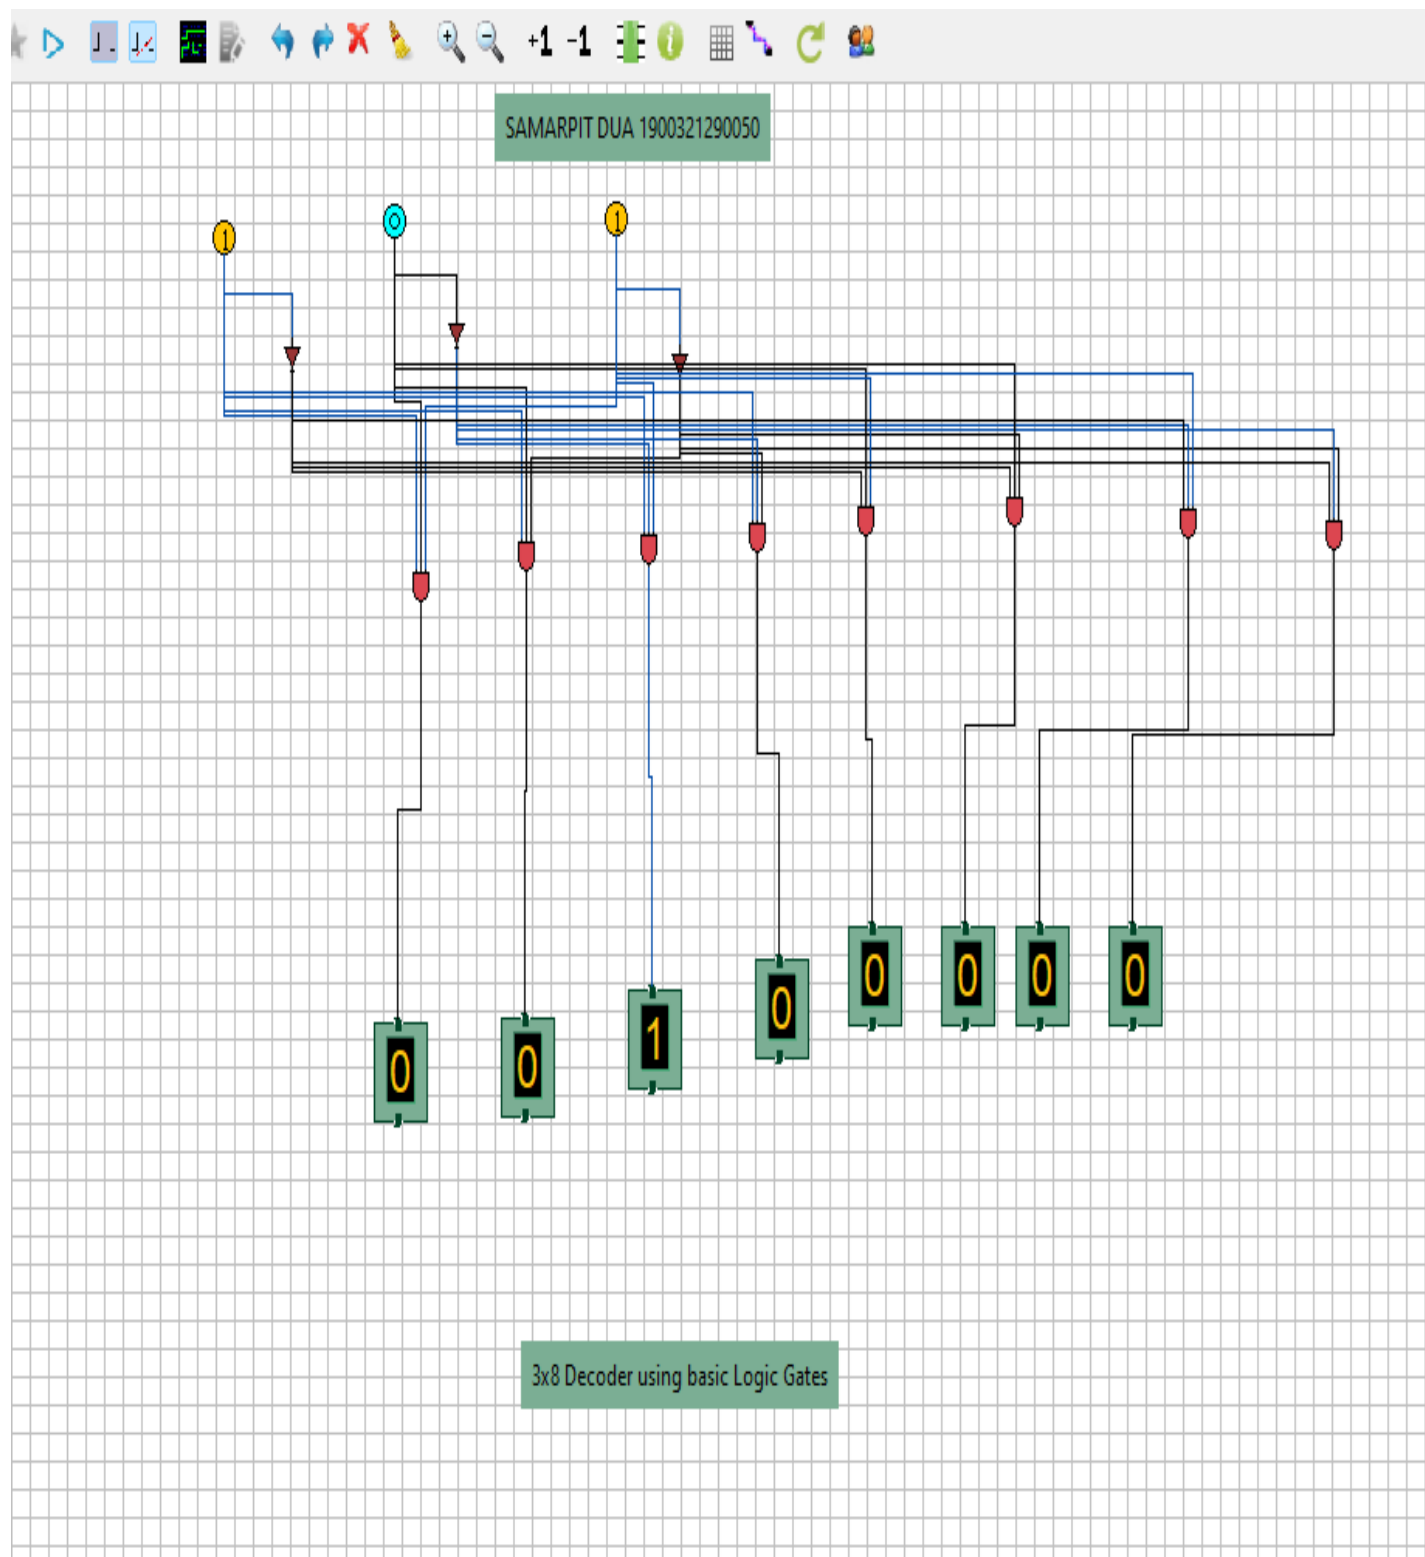 +1 -1
SAMARPIT DUA 1900321290050
1 0 1
0 0 1 0 0 0 0 0
3x8 Decoder using basic Logic Gates